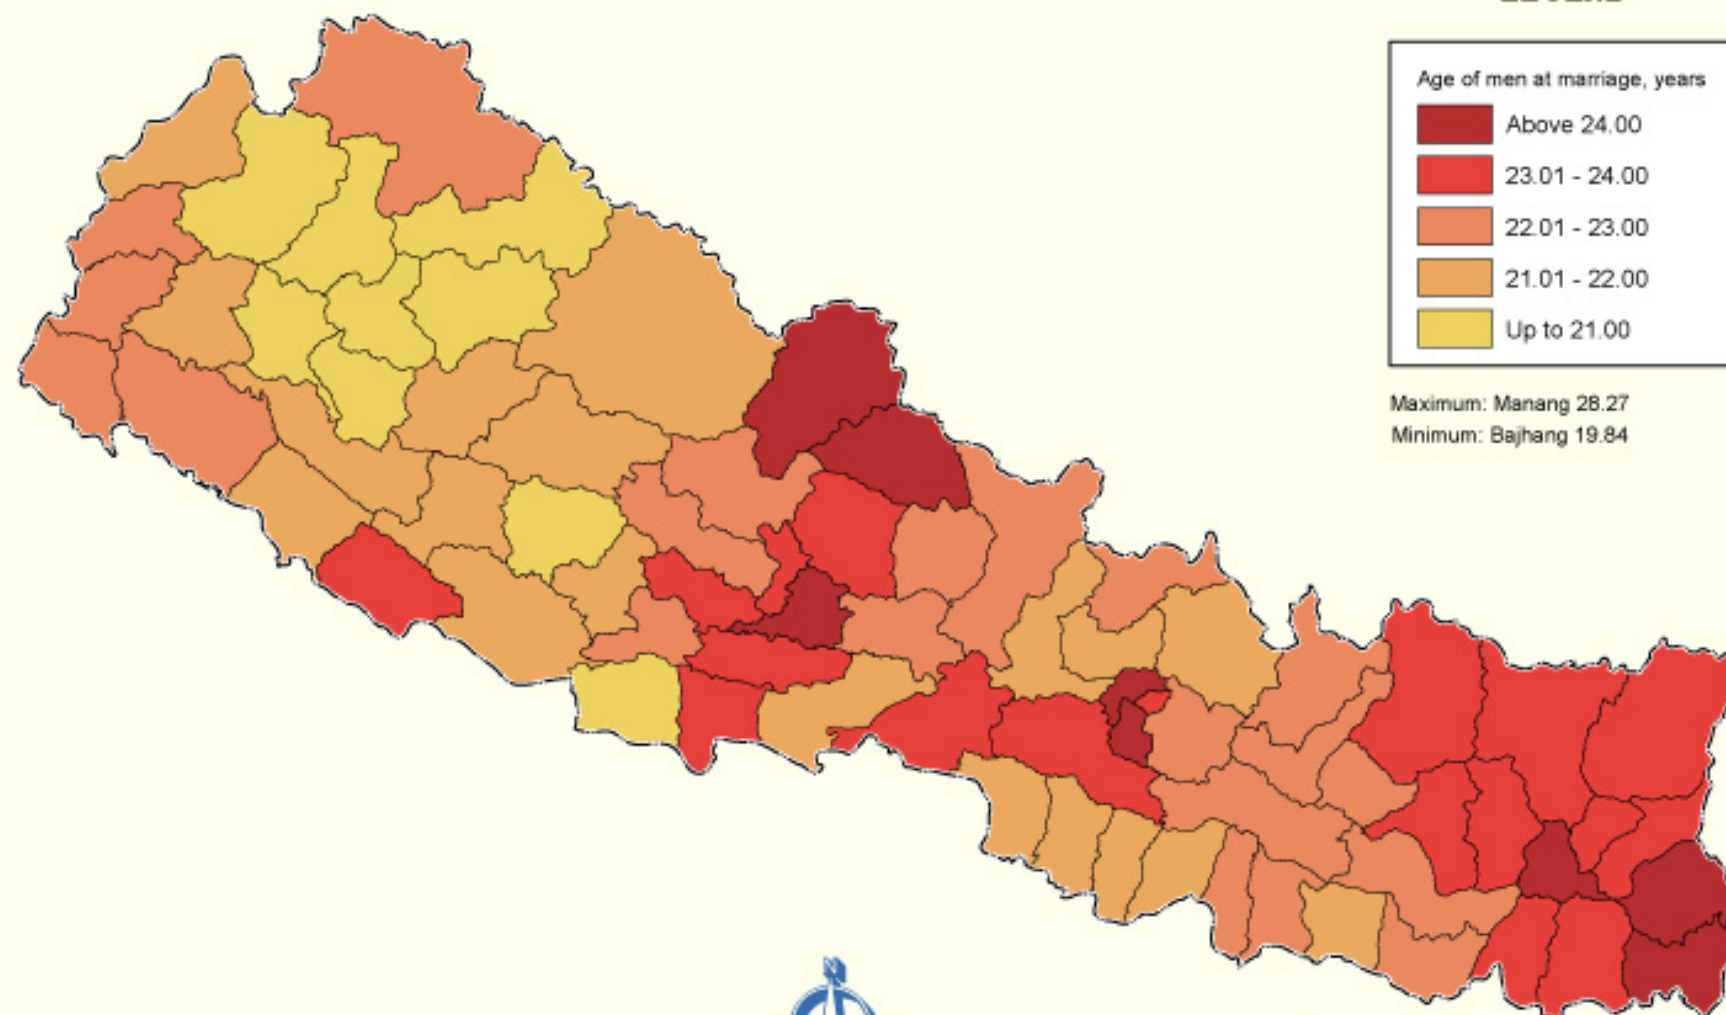 Age of men at marriage, years
Above 24.00
23.01 - 24.00
22.01 - 23.00
21.01 - 22.00
Up to 21.00
Maximum: Manang 28.27
Minimum: Bajhang 19.84
N